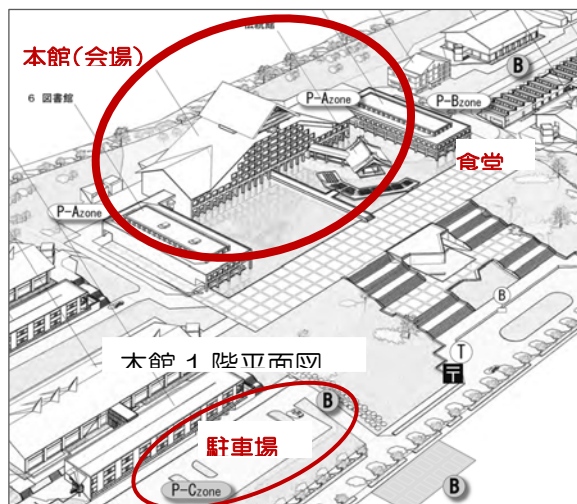 本館(会場)
6 図書館
P-Azone
P-Bzone
B
食堂
P-Azone
B
本館 1 階平面図
T
〒
B
駐車場
P-Czone
B